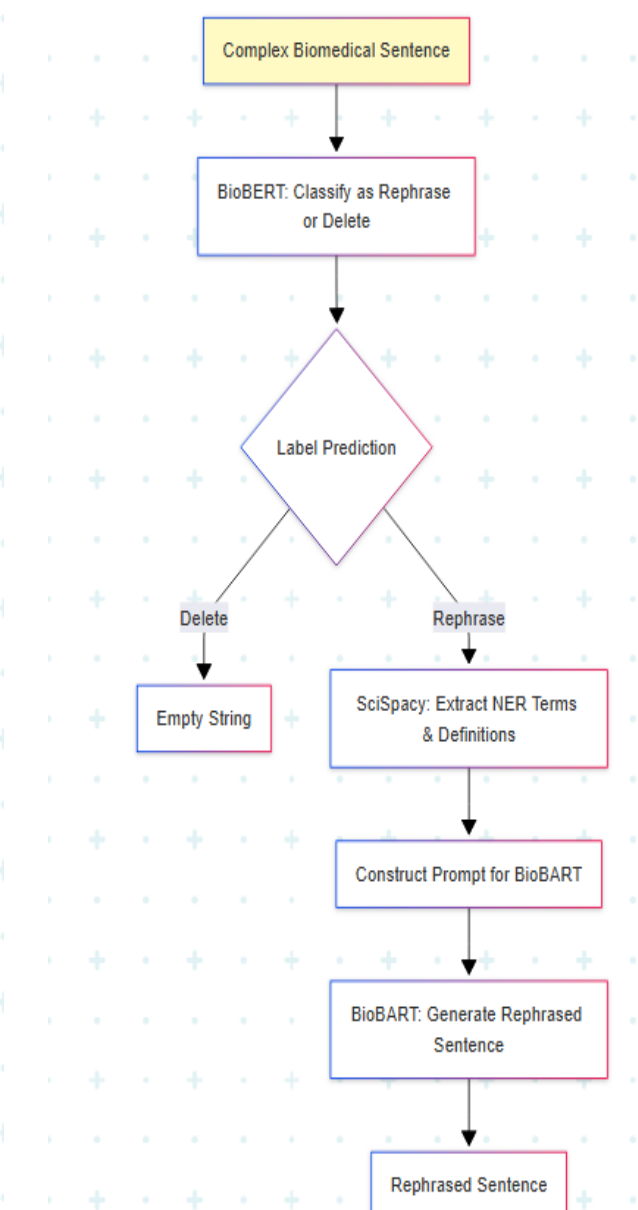 Complex Biomedical Sentence
BioBERT: Classify as Rephrase
or Delete
Label Prediction
Delete
Rephrase
Empty String
SciSpacy: Extract NER Terms
& Definitions
Construct Prompt for BioBART
BioBART: Generate Rephrased
Sentence
Rephrased Sentence